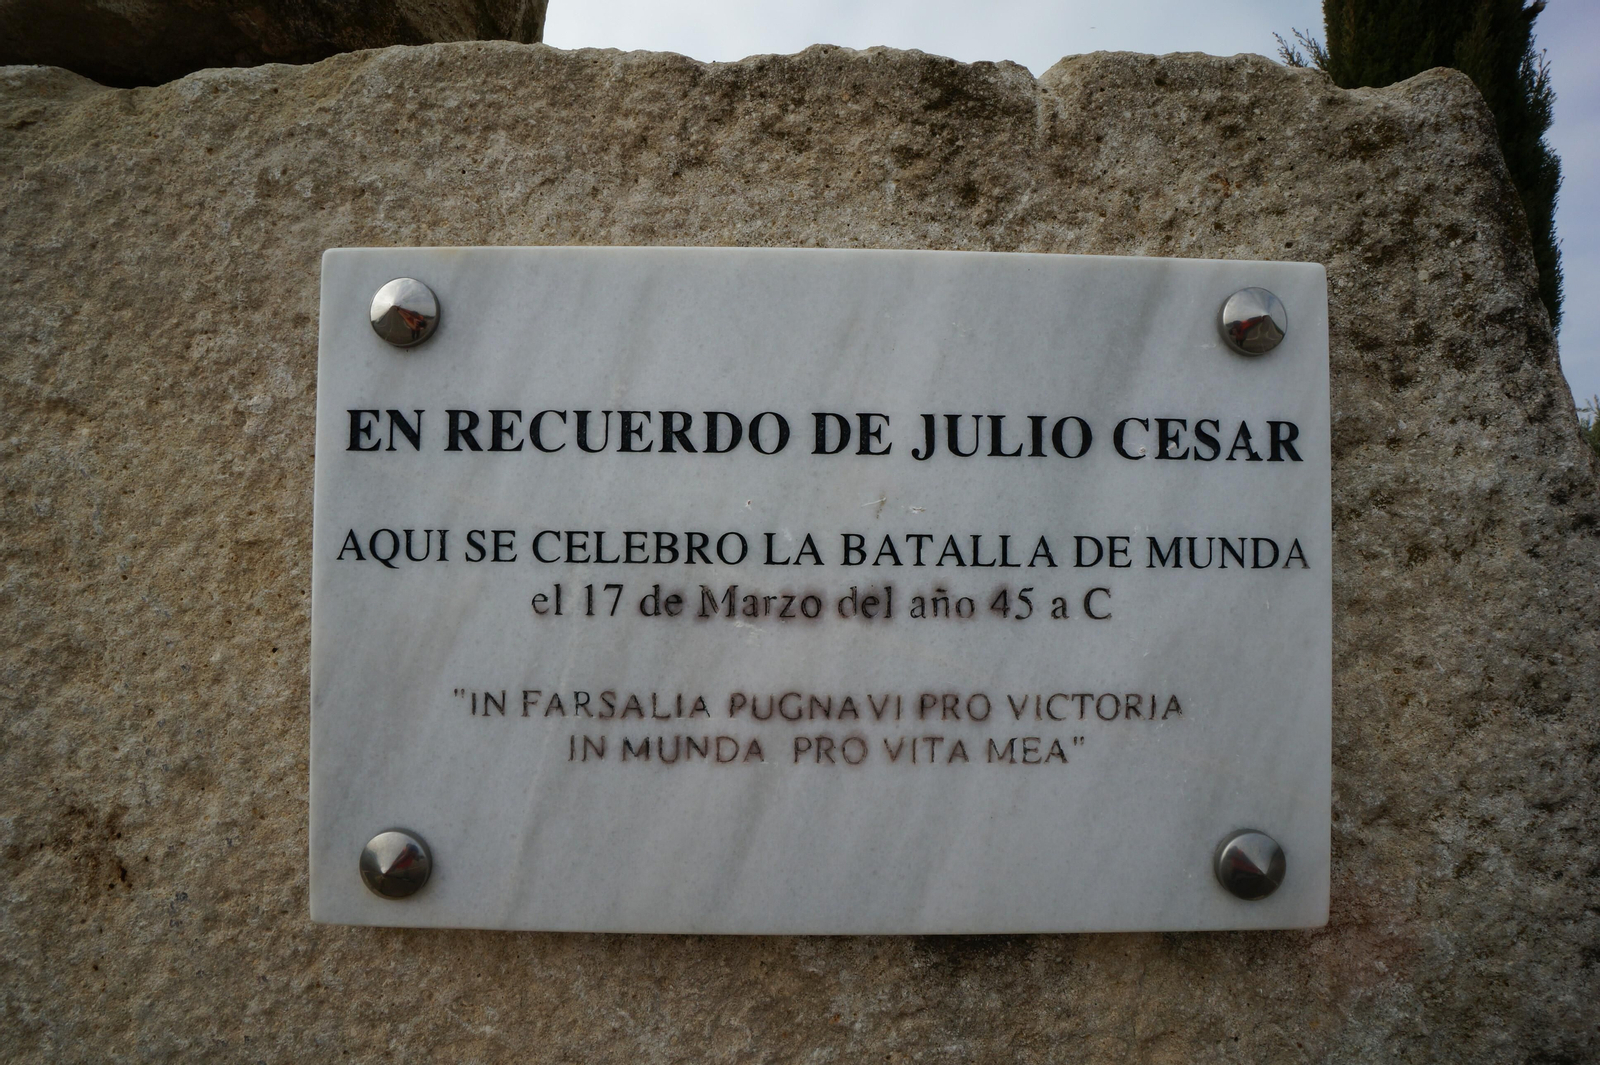 EN RECUERDO DE JULIO CESAR
AQUI SE CELEBRO LA BATALLA DE MUNDA
el 17 de Marzo del año 45 a C
"IN FARSALIA PUGNAVI PRO VICTORIA
IN MUNDA PRO VITA MEA"